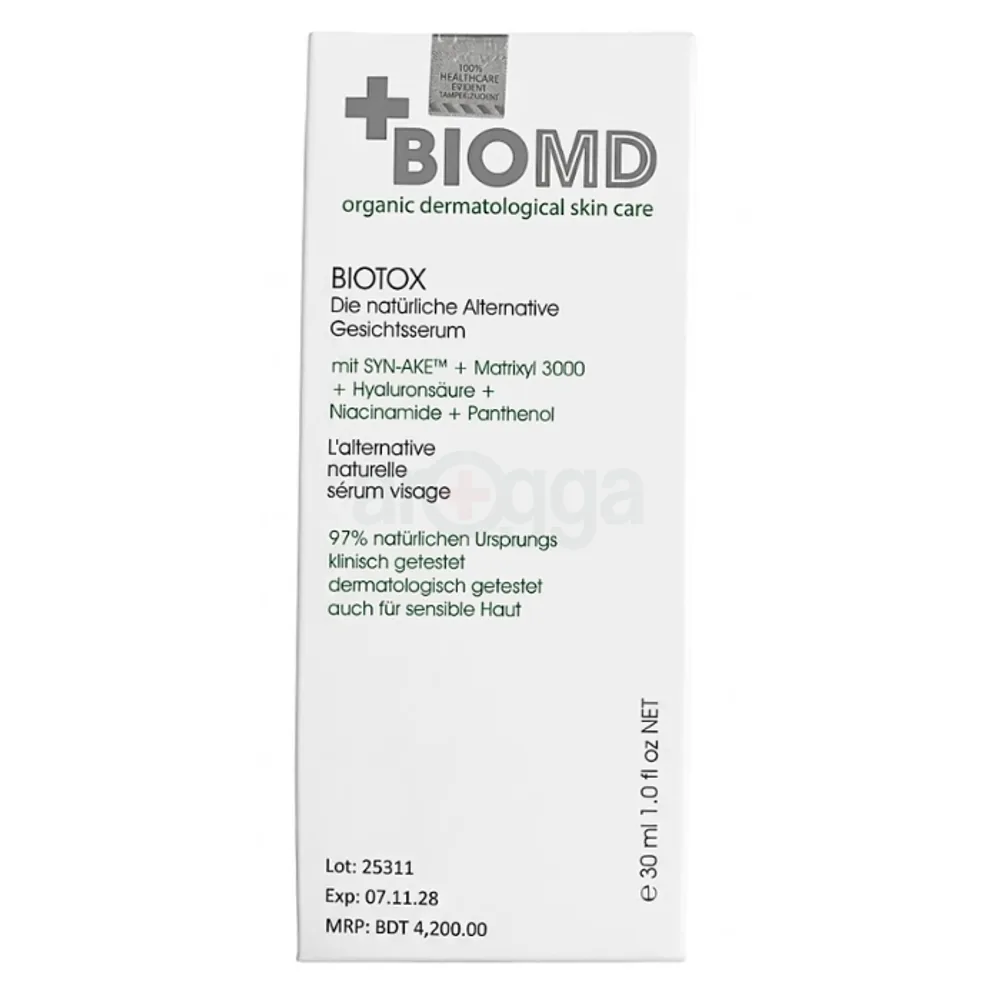 100%
HEALTHCARE
EVIDENT
TAMPERZUDENT
BIOMD
organic dermatological skin care
BIOTOX
Die natürliche Alternative
Gesichtsserum
mit SYN-AKE™ + Matrixyl 3000
+ Hyaluronsäure +
Niacinamide + Panthenol
L'alternative
naturelle
sérum visage
arogga
97% natürlichen Ursprungs
klinisch getestet
dermatologisch getestet
auch für sensible Haut
℮ 30 ml 1.0 fl oz NET
Lot: 25311
Exp: 07.11.28
MRP: BDT 4,200.00